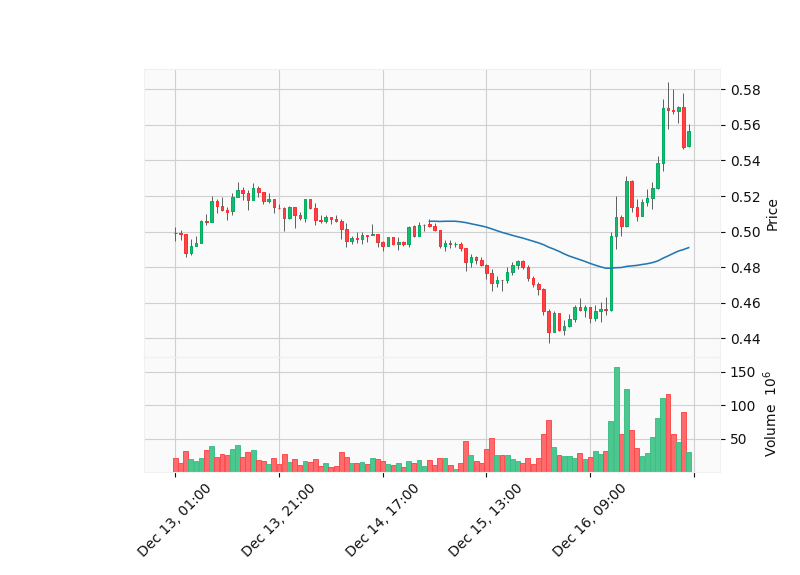 0.58
0.56
0.54
0.52
0.50
0.48
0.46
0.44
Price
150
100
50
Volume 10⁶
Dec 13, 01:00
Dec 13, 21:00
Dec 14, 17:00
Dec 15, 13:00
Dec 16, 09:00